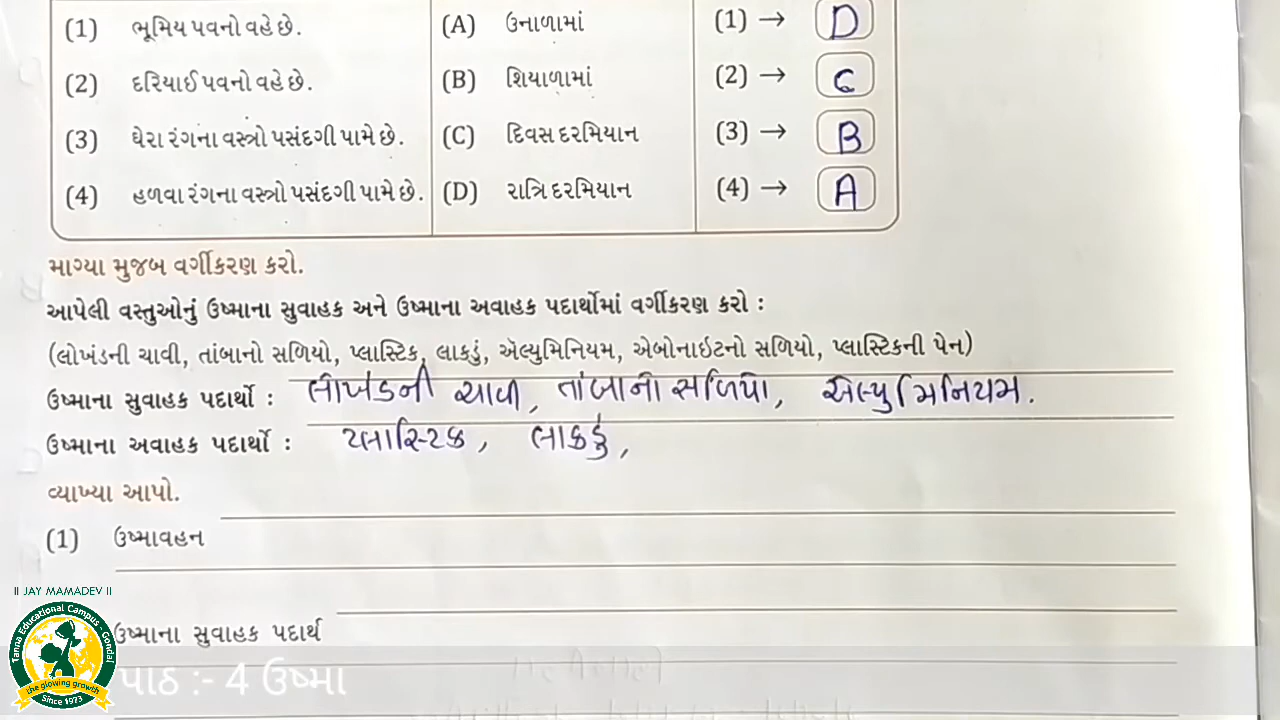 (1) ભૂમિય પવનો વહે છે. (A) ઉનાળામાં (1) → D
(2) દરિયાઈ પવનો વહે છે. (B) શિયાળામાં (2) → C
(3) ઘેરા રંગના વસ્ત્રો પસંદગી પામે છે. (C) દિવસ દરમિયાન (3) → B
(4) હળવા રંગના વસ્ત્રો પસંદગી પામે છે. (D) રાત્રિ દરમિયાન (4) → A
માગ્યા મુજબ વર્ગીકરણ કરો.
આપેલી વસ્તુઓનું ઉષ્માના સુવાહક અને ઉષ્માના અવાહક પદાર્થોમાં વર્ગીકરણ કરો :
(લોખંડની ચાવી, તાંબાનો સળિયો, પ્લાસ્ટિક, લાકડું, ઍલ્યુમિનિયમ, એબોનાઇટનો સળિયો, પ્લાસ્ટિકની પેન)
ઉષ્માના સુવાહક પદાર્થો : લોખંડની ચાવી, તાંબાનો સળિયો, એલ્યુમિનિયમ.
ઉષ્માના અવાહક પદાર્થો : પ્લાસ્ટિક, લાકડું,
વ્યાખ્યા આપો.
(1) ઉષ્માવહન
ઉષ્માના સુવાહક પદાર્થ
॥ JAY MAMADEV ॥
Tanna Educational Campus - Gondal
the glowing growth
Since 1973
પાઠ :- 4 ઉષ્મા